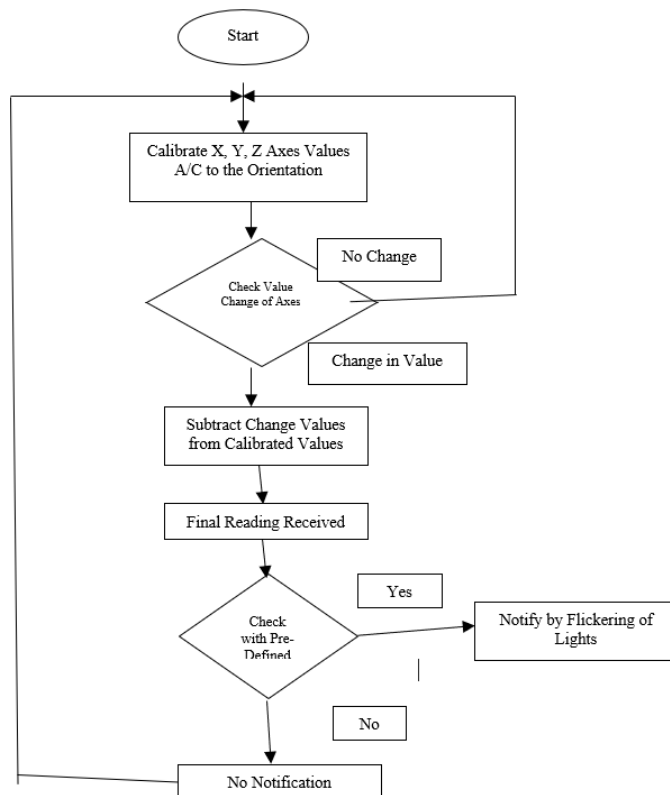 Start
Calibrate X, Y, Z Axes Values
A/C to the Orientation
No Change
Check Value
Change of Axes
Change in Value
Subtract Change Values
from Calibrated Values
Final Reading Received
Yes
Check
with Pre-
Defined
Notify by Flickering of
Lights
No
No Notification